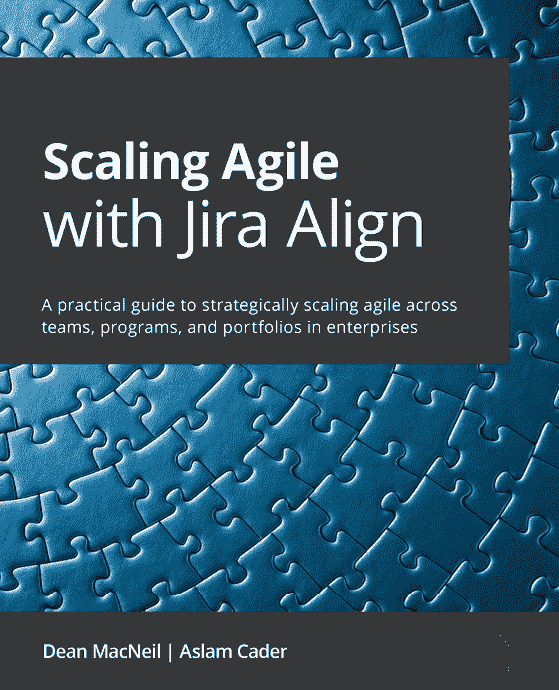 Scaling Agile
with Jira Align
A practical guide to strategically scaling agile across
teams, programs, and portfolios in enterprises
Dean MacNeil | Aslam Cader